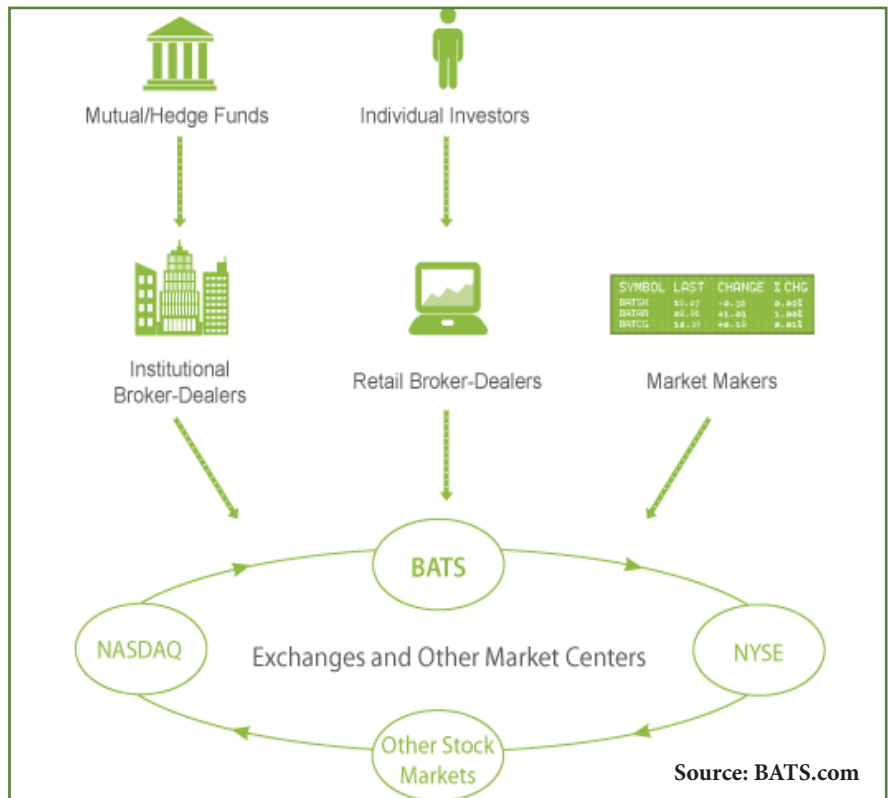 Mutual/Hedge Funds
Individual Investors
SYMBOL LAST CHANGE % CHG
Institutional
Broker-Dealers
Retail Broker-Dealers
Market Makers
BATS
NASDAQ
Exchanges and Other Market Centers
NYSE
Other Stock
Markets
Source: BATS.com